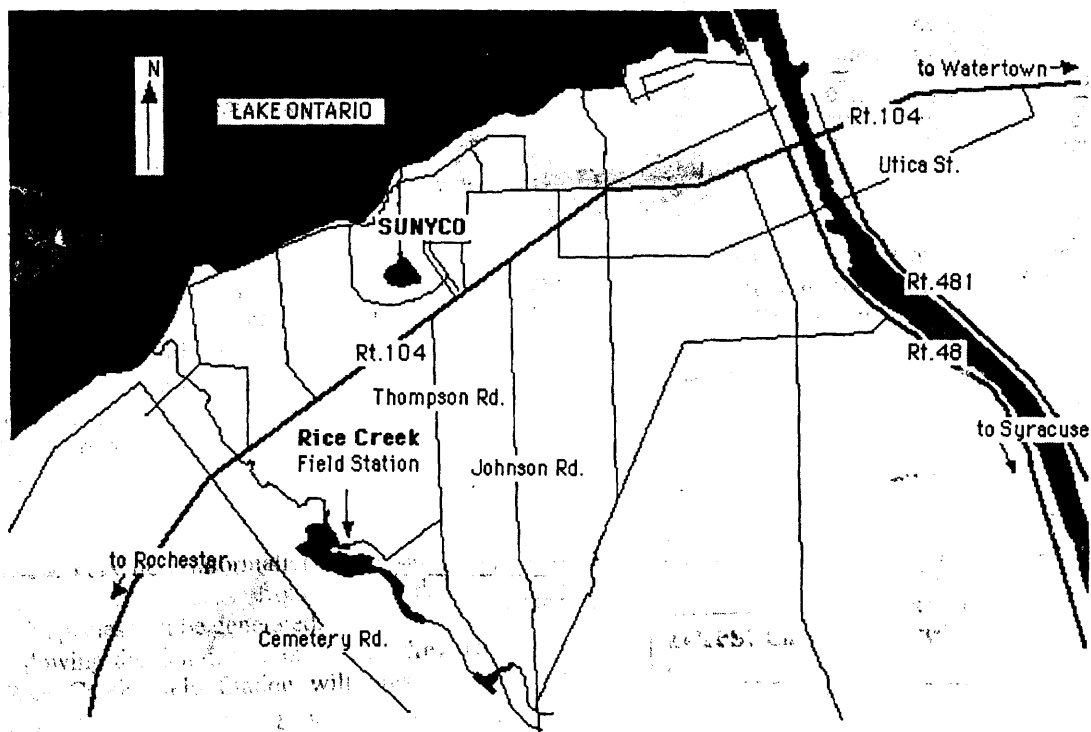 N
LAKE ONTARIO
to Watertown
Rt.104
Utica St.
SUNYCO
Rt.481
Rt.104
Rt.48
Thompson Rd.
Rice Creek
Field Station
Johnson Rd.
to Syracuse
to Rochester
Cemetery Rd.
will